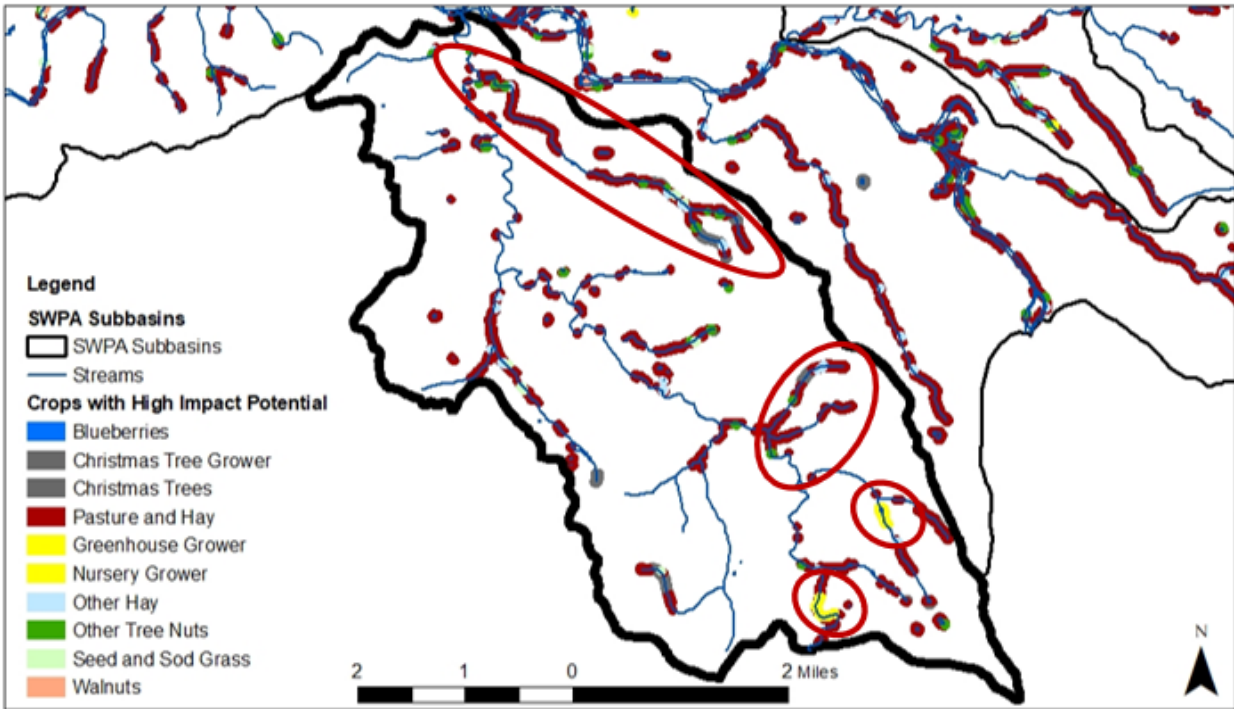 Legend
SWPA Subbasins
SWPA Subbasins
Streams
Crops with High Impact Potential
Blueberries
Christmas Tree Grower
Christmas Trees
Pasture and Hay
Greenhouse Grower
Nursery Grower
Other Hay
Other Tree Nuts
Seed and Sod Grass
Walnuts
2 1 0 2 Miles
N